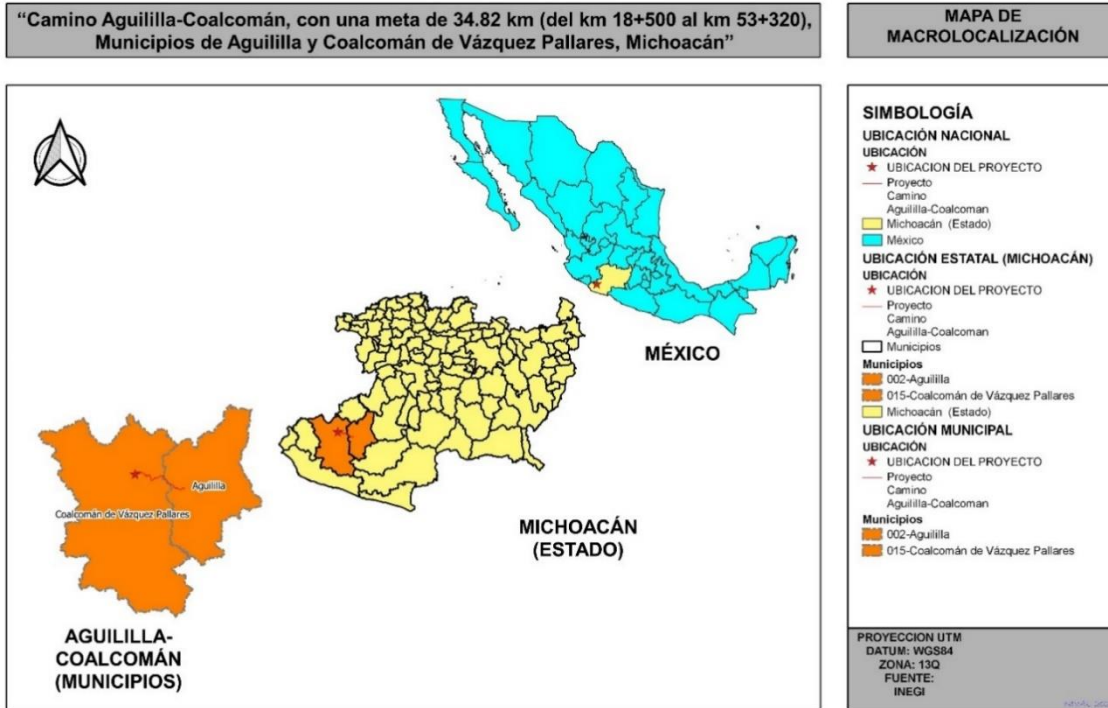 “Camino Aguililla-Coalcomán, con una meta de 34.82 km (del km 18+500 al km 53+320),
Municipios de Aguililla y Coalcomán de Vázquez Pallares, Michoacán”
MAPA DE
MACROLOCALIZACIÓN
MÉXICO
MICHOACÁN
(ESTADO)
Aguililla
Coalcomán de Vázquez Pallares
AGUILILLA-
COALCOMÁN
(MUNICIPIOS)
SIMBOLOGÍA
UBICACIÓN NACIONAL
UBICACIÓN
UBICACION DEL PROYECTO
Proyecto
Camino
Aguililla-Coalcoman
Michoacán (Estado)
México
UBICACIÓN ESTATAL (MICHOACÁN)
UBICACIÓN
UBICACION DEL PROYECTO
Proyecto
Camino
Aguililla-Coalcoman
Municipios
Municipios
002-Aguililla
015-Coalcomán de Vázquez Pallares
Michoacán (Estado)
UBICACIÓN MUNICIPAL
UBICACIÓN
UBICACION DEL PROYECTO
Proyecto
Camino
Aguililla-Coalcoman
Municipios
002-Aguililla
015-Coalcomán de Vázquez Pallares
PROYECCION UTM
DATUM: WGS84
ZONA: 13Q
FUENTE:
INEGI